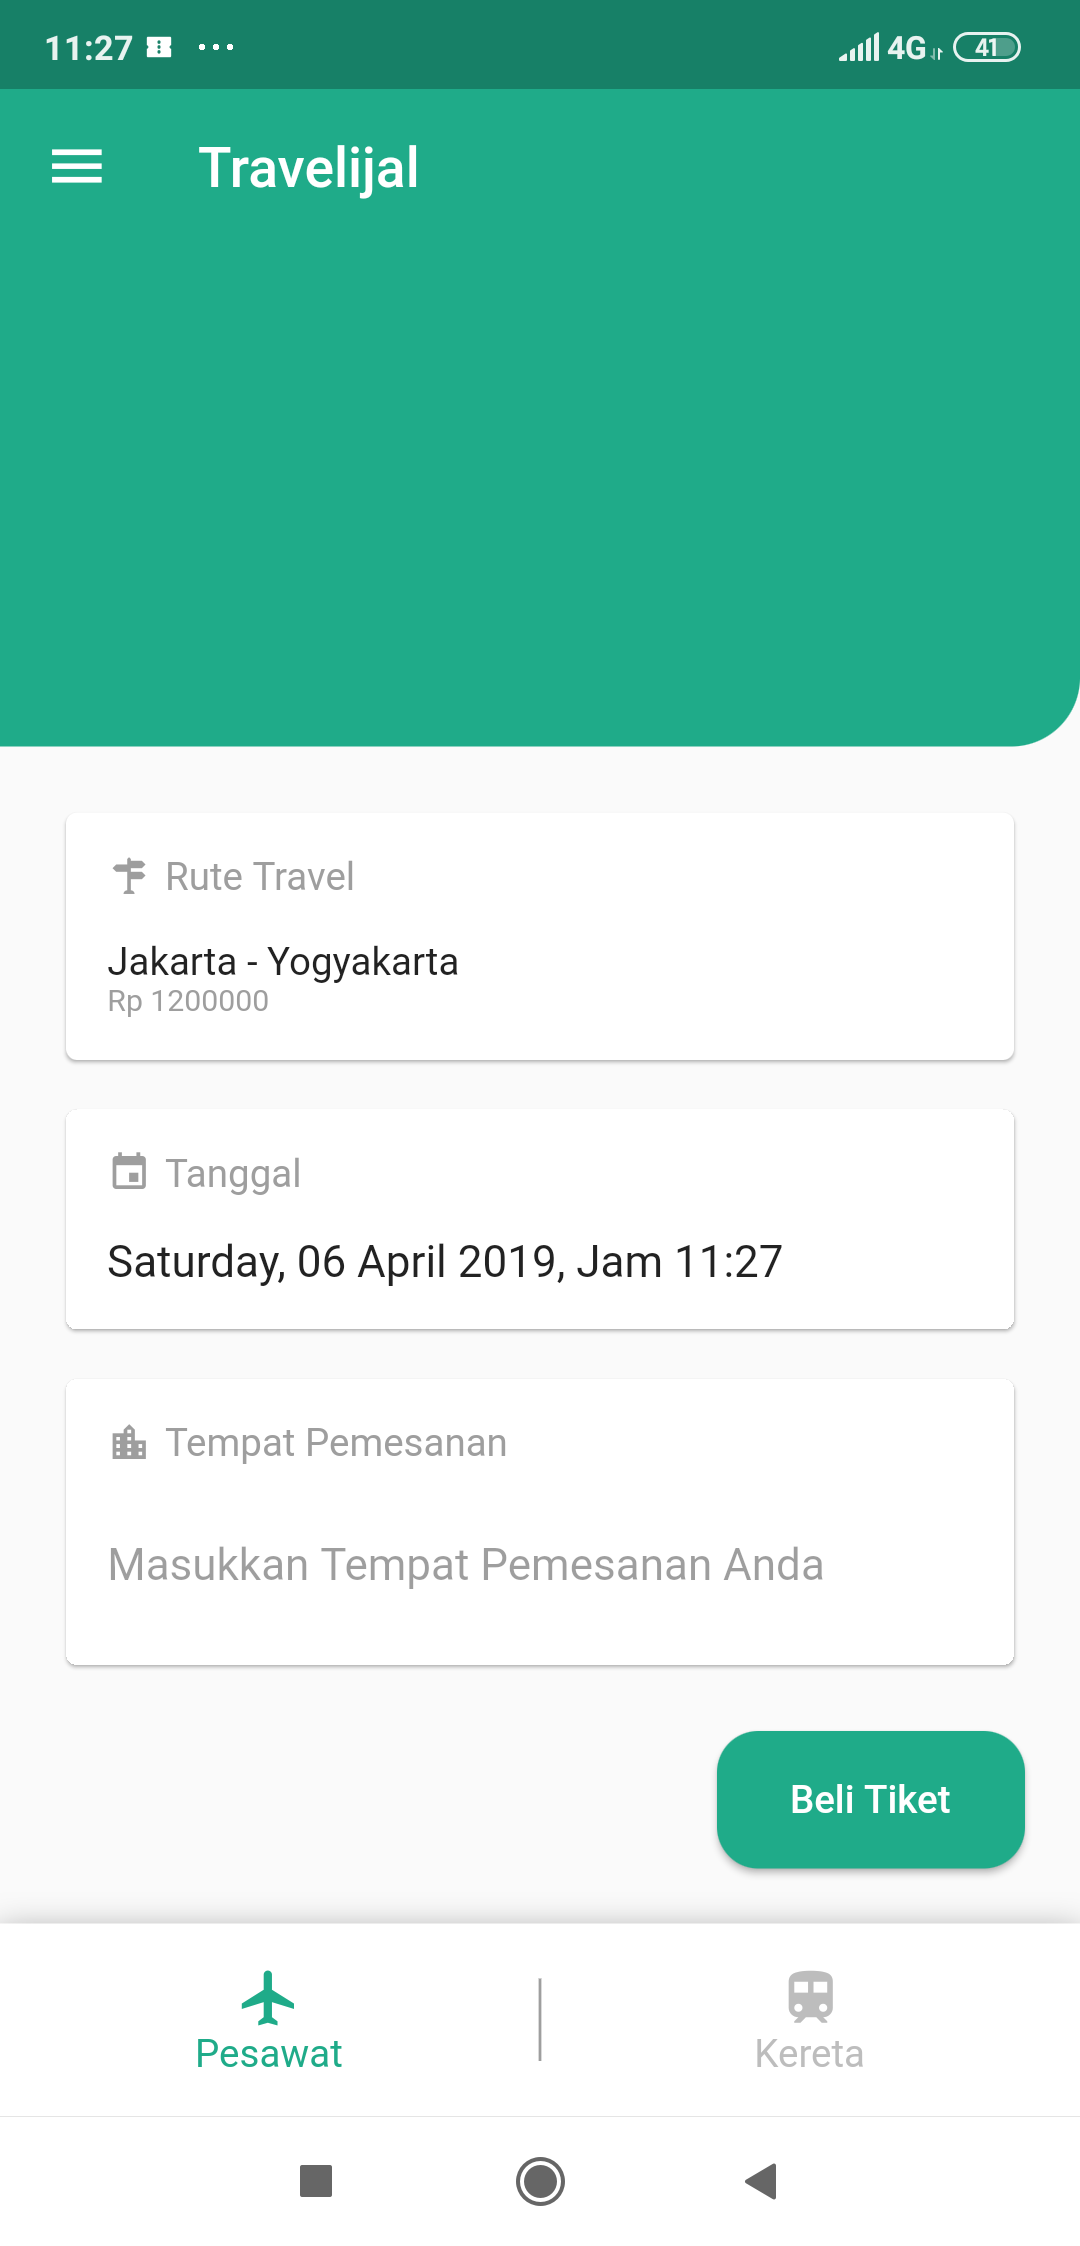 11:27 4G 41
Travelijal
Rute Travel
Jakarta - Yogyakarta
Rp 1200000
Tanggal
Saturday, 06 April 2019, Jam 11:27
Tempat Pemesanan
Masukkan Tempat Pemesanan Anda
Beli Tiket
Pesawat Kereta